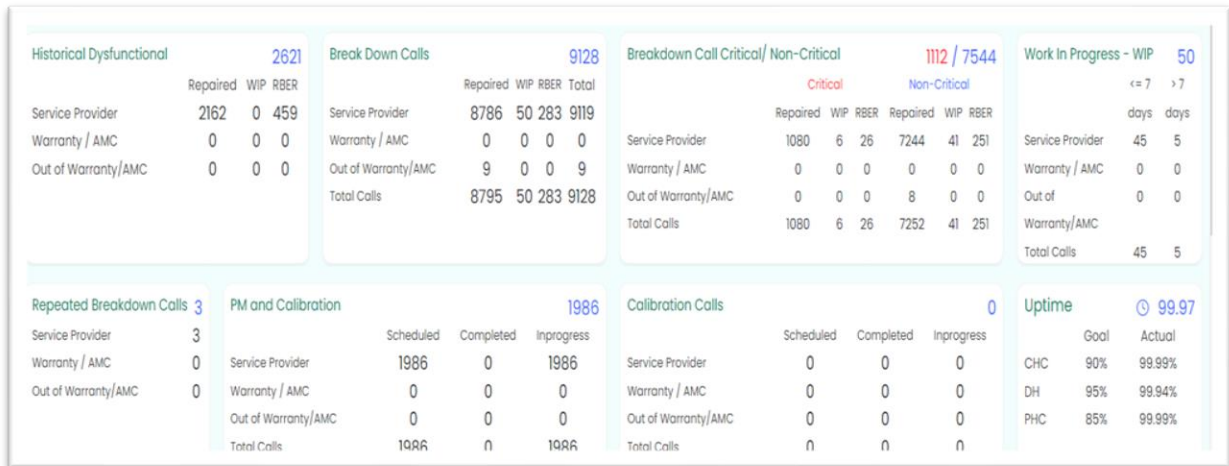 Historical Dysfunctional 2621
Repaired WIP RBER
Service Provider 2162 0 459
Warranty / AMC 0 0 0
Out of Warranty/AMC 0 0 0
Break Down Calls 9128
Repaired WIP RBER Total
Service Provider 8786 50 283 9119
Warranty / AMC 0 0 0 0
Out of Warranty/AMC 9 0 0 9
Total Calls 8795 50 283 9128
Breakdown Call Critical/ Non-Critical 1112 / 7544
Critical Non-Critical
Repaired WIP RBER Repaired WIP RBER
Service Provider 1080 6 26 7244 41 251
Warranty / AMC 0 0 0 0 0 0
Out of Warranty/AMC 0 0 0 8 0 0
Total Calls 1080 6 26 7252 41 251
Work In Progress - WIP 50
<= 7 > 7
days days
Service Provider 45 5
Warranty / AMC 0 0
Out of 0 0
Warranty/AMC
Total Calls 45 5
Repeated Breakdown Calls 3
Service Provider 3
Warranty / AMC 0
Out of Warranty/AMC 0
PM and Calibration 1986
Scheduled Completed Inprogress
Service Provider 1986 0 1986
Warranty / AMC 0 0 0
Out of Warranty/AMC 0 0 0
Total Calls 1986 0 1986
Calibration Calls 0
Scheduled Completed Inprogress
Service Provider 0 0 0
Warranty / AMC 0 0 0
Out of Warranty/AMC 0 0 0
Total Calls 0 0 0
Uptime 99.97
Goal Actual
CHC 90% 99.99%
DH 95% 99.94%
PHC 85% 99.99%